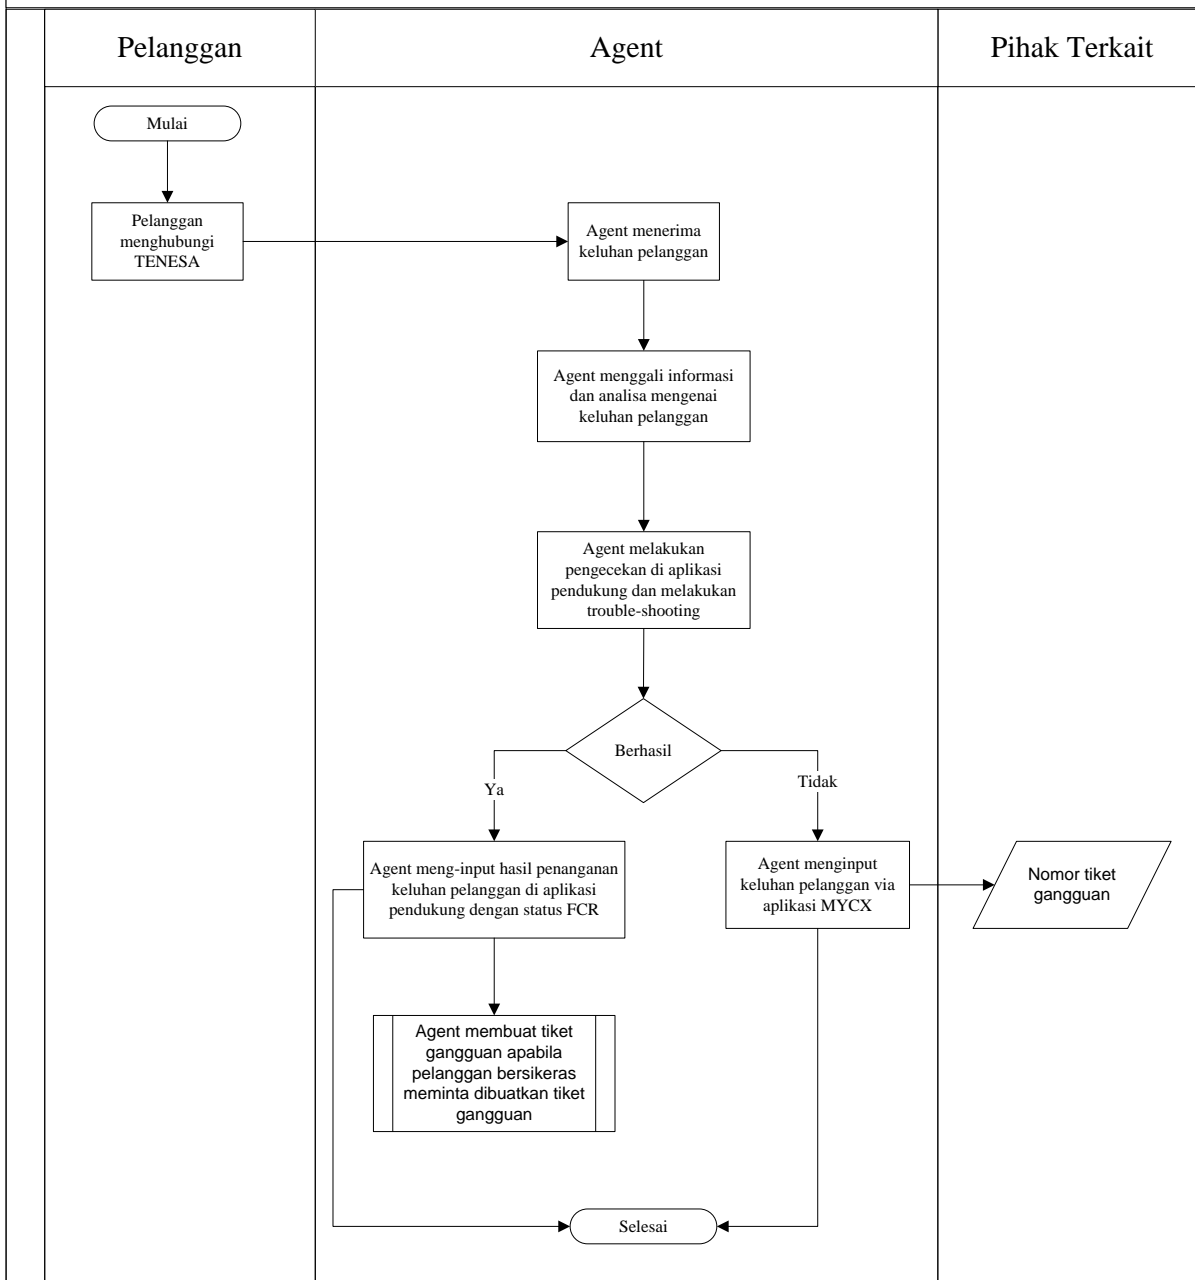 Pelanggan
Agent
Pihak Terkait
Mulai
Pelanggan
menghubungi
TENESA
Agent menerima
keluhan pelanggan
Agent menggali informasi
dan analisa mengenai
keluhan pelanggan
Agent melakukan
pengecekan di aplikasi
pendukung dan melakukan
trouble-shooting
Berhasil
Ya
Tidak
Agent meng-input hasil penanganan
keluhan pelanggan di aplikasi
pendukung dengan status FCR
Agent menginput
keluhan pelanggan via
aplikasi MYCX
Nomor tiket
gangguan
Agent membuat tiket
gangguan apabila
pelanggan bersikeras
meminta dibuatkan tiket
gangguan
Selesai